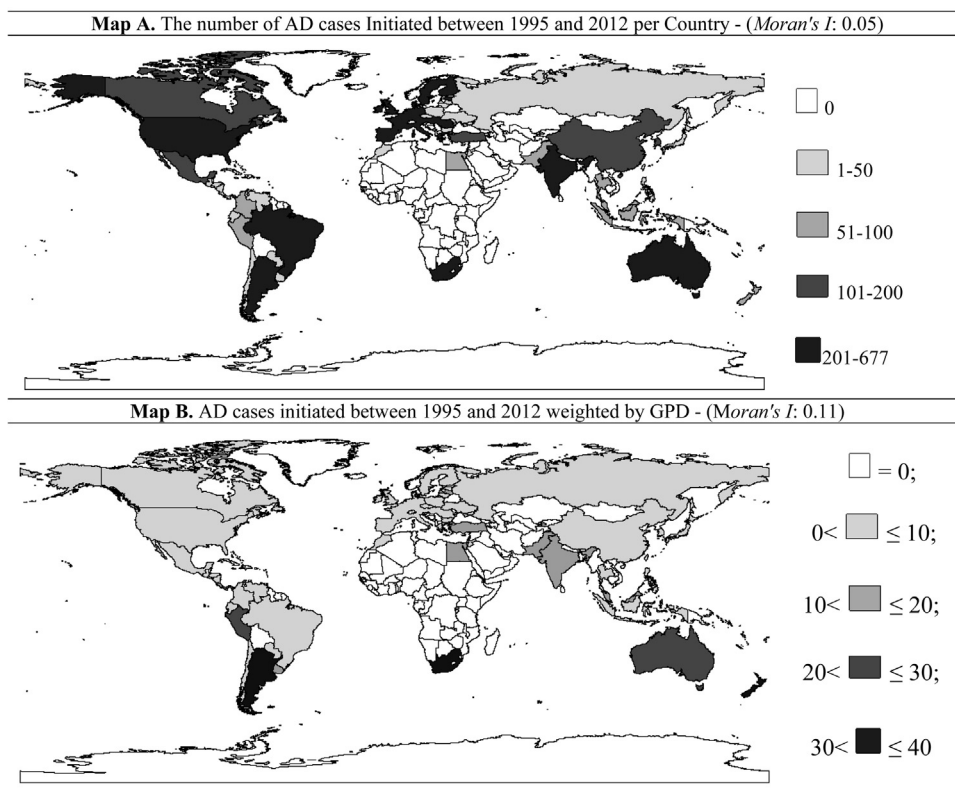 Map A. The number of AD cases Initiated between 1995 and 2012 per Country - (Moran's I: 0.05)
0
1-50
51-100
101-200
201-677
Map B. AD cases initiated between 1995 and 2012 weighted by GPD - (Moran's I: 0.11)
= 0;
0< ≤ 10;
10< ≤ 20;
20< ≤ 30;
30< ≤ 40